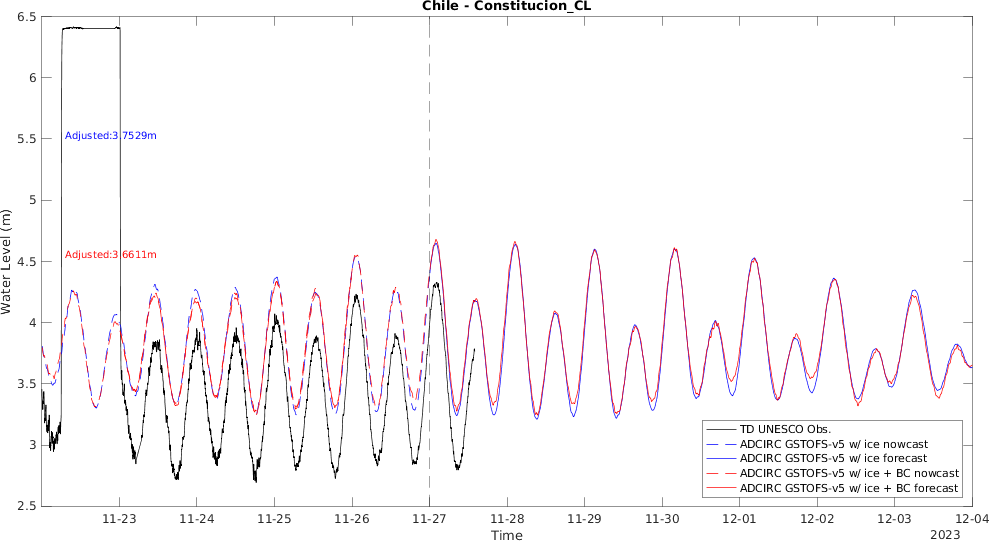 Chile - Constitucion_CL
Water Level (m)
6.5
6
5.5
5
4.5
4
3.5
3
2.5
Adjusted:3.7529m
Adjusted:3.6611m
TD UNESCO Obs.
ADCIRC GSTOFS-v5 w/ ice nowcast
ADCIRC GSTOFS-v5 w/ ice forecast
ADCIRC GSTOFS-v5 w/ ice + BC nowcast
ADCIRC GSTOFS-v5 w/ ice + BC forecast
11-23 11-24 11-25 11-26 11-27 11-28 11-29 11-30 12-01 12-02 12-03 12-04
Time
2023